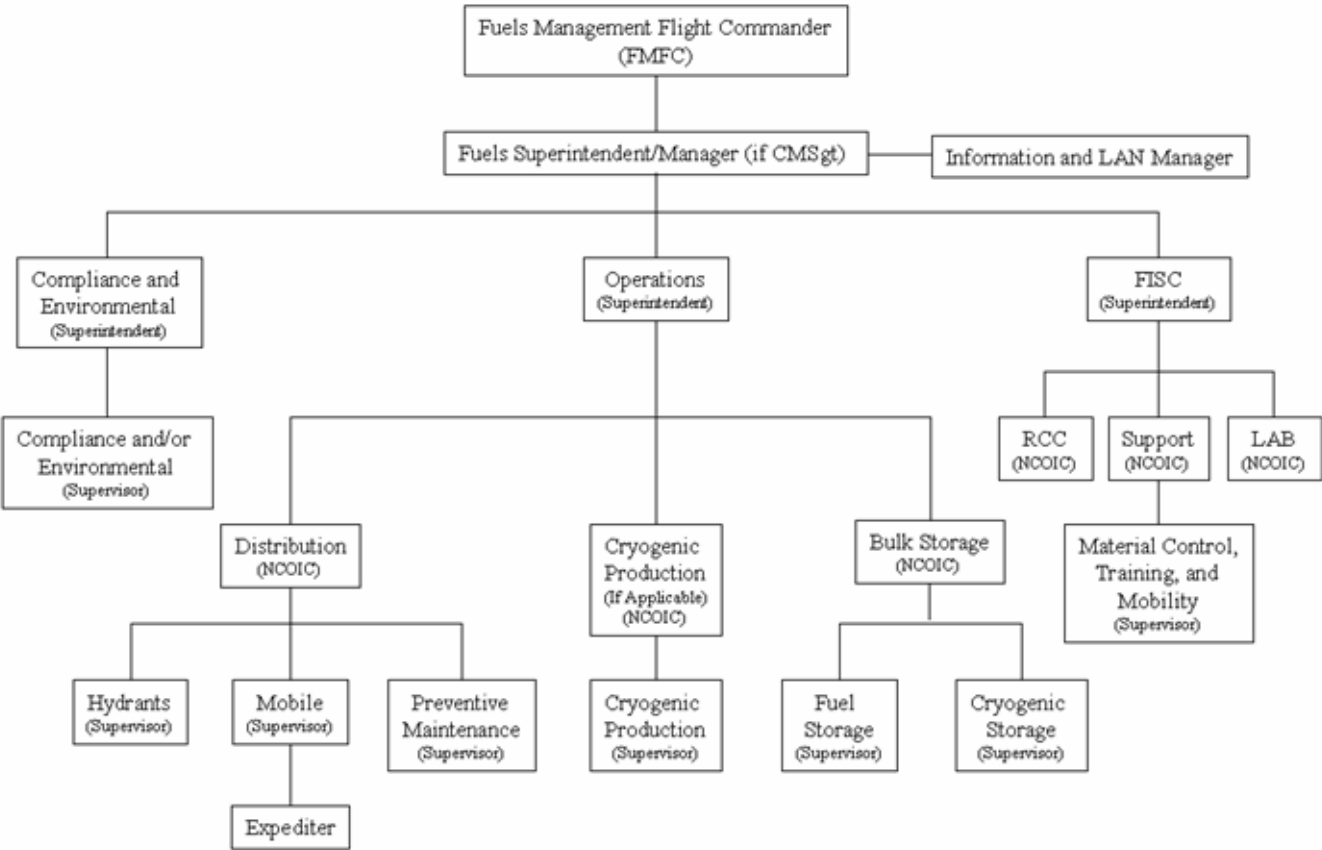 Fuels Management Flight Commander
(FMFC)
Fuels Superintendent/Manager (if CMSgt)
Information and LAN Manager
Compliance and
Environmental
(Superintendent)
Operations
(Superintendent)
FISC
(Superintendent)
Compliance and/or
Environmental
(Supervisor)
RCC
(NCOIC)
Support
(NCOIC)
LAB
(NCOIC)
Distribution
(NCOIC)
Cryogenic
Production
(If Applicable)
(NCOIC)
Bulk Storage
(NCOIC)
Material Control,
Training, and
Mobility
(Supervisor)
Hydrants
(Supervisor)
Mobile
(Supervisor)
Preventive
Maintenance
(Supervisor)
Cryogenic
Production
(Supervisor)
Fuel
Storage
(Supervisor)
Cryogenic
Storage
(Supervisor)
Expediter